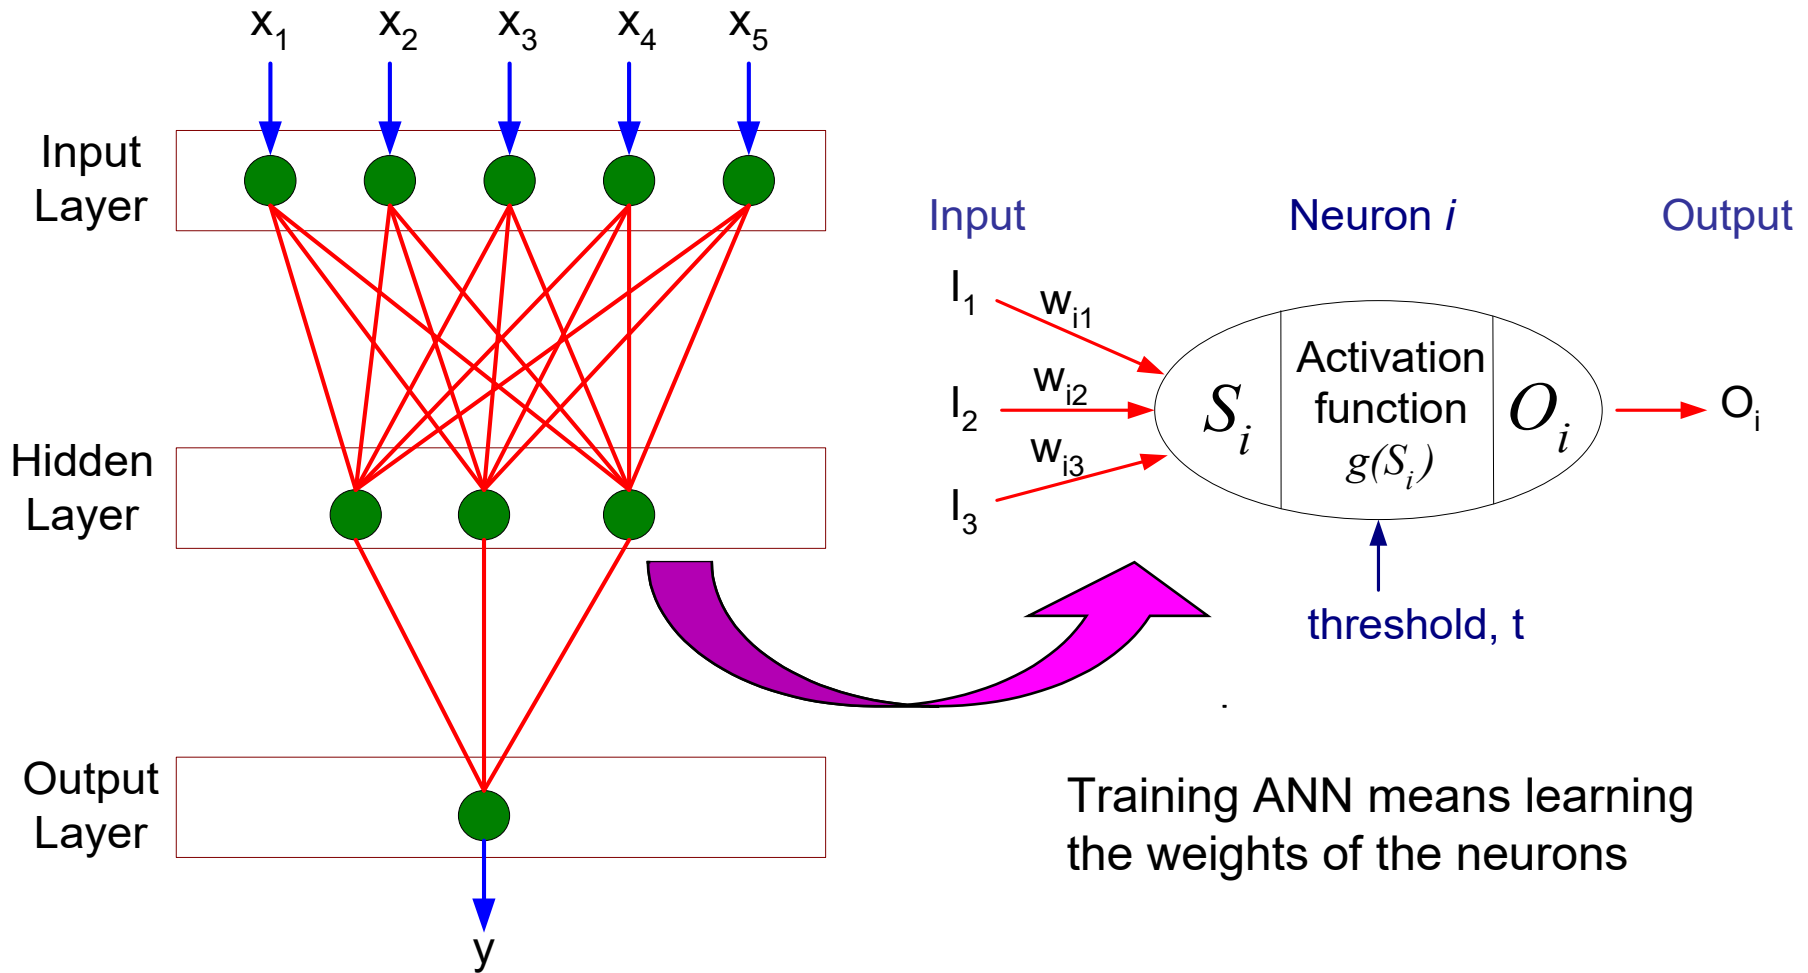 x1 x2 x3 x4 x5
Input
Layer
Hidden
Layer
Output
Layer
y
Input Neuron i Output
I1 wi1
I2 wi2
I3 wi3
Si
Activation
function
g(Si)
Oi
Oi
threshold, t
.
Training ANN means learning
the weights of the neurons